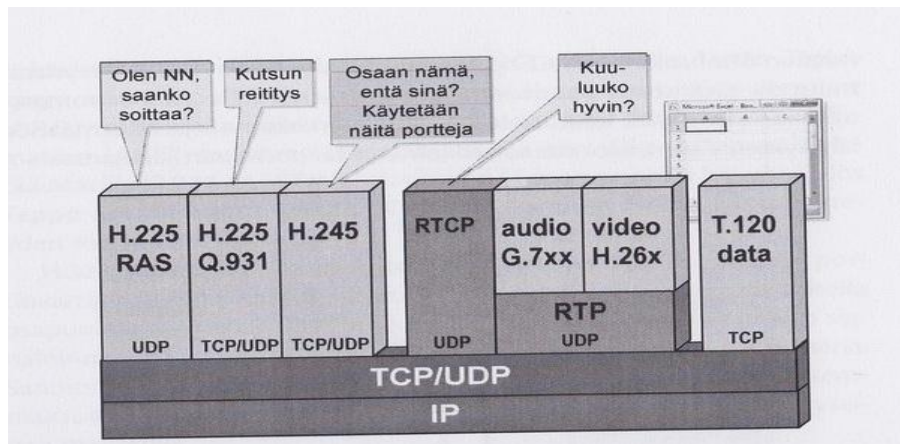 Olen NN,
saanko
soittaa?
Kutsun
reititys
Osaan nämä,
entä sinä?
Käytetään
näitä portteja
Kuu-
luuko
hyvin?
Microsoft Excel
H.225
RAS
UDP
H.225
Q.931
TCP/UDP
H.245
TCP/UDP
RTCP
UDP
audio
G.7xx
video
H.26x
RTP
UDP
T.120
data
TCP
TCP/UDP
IP